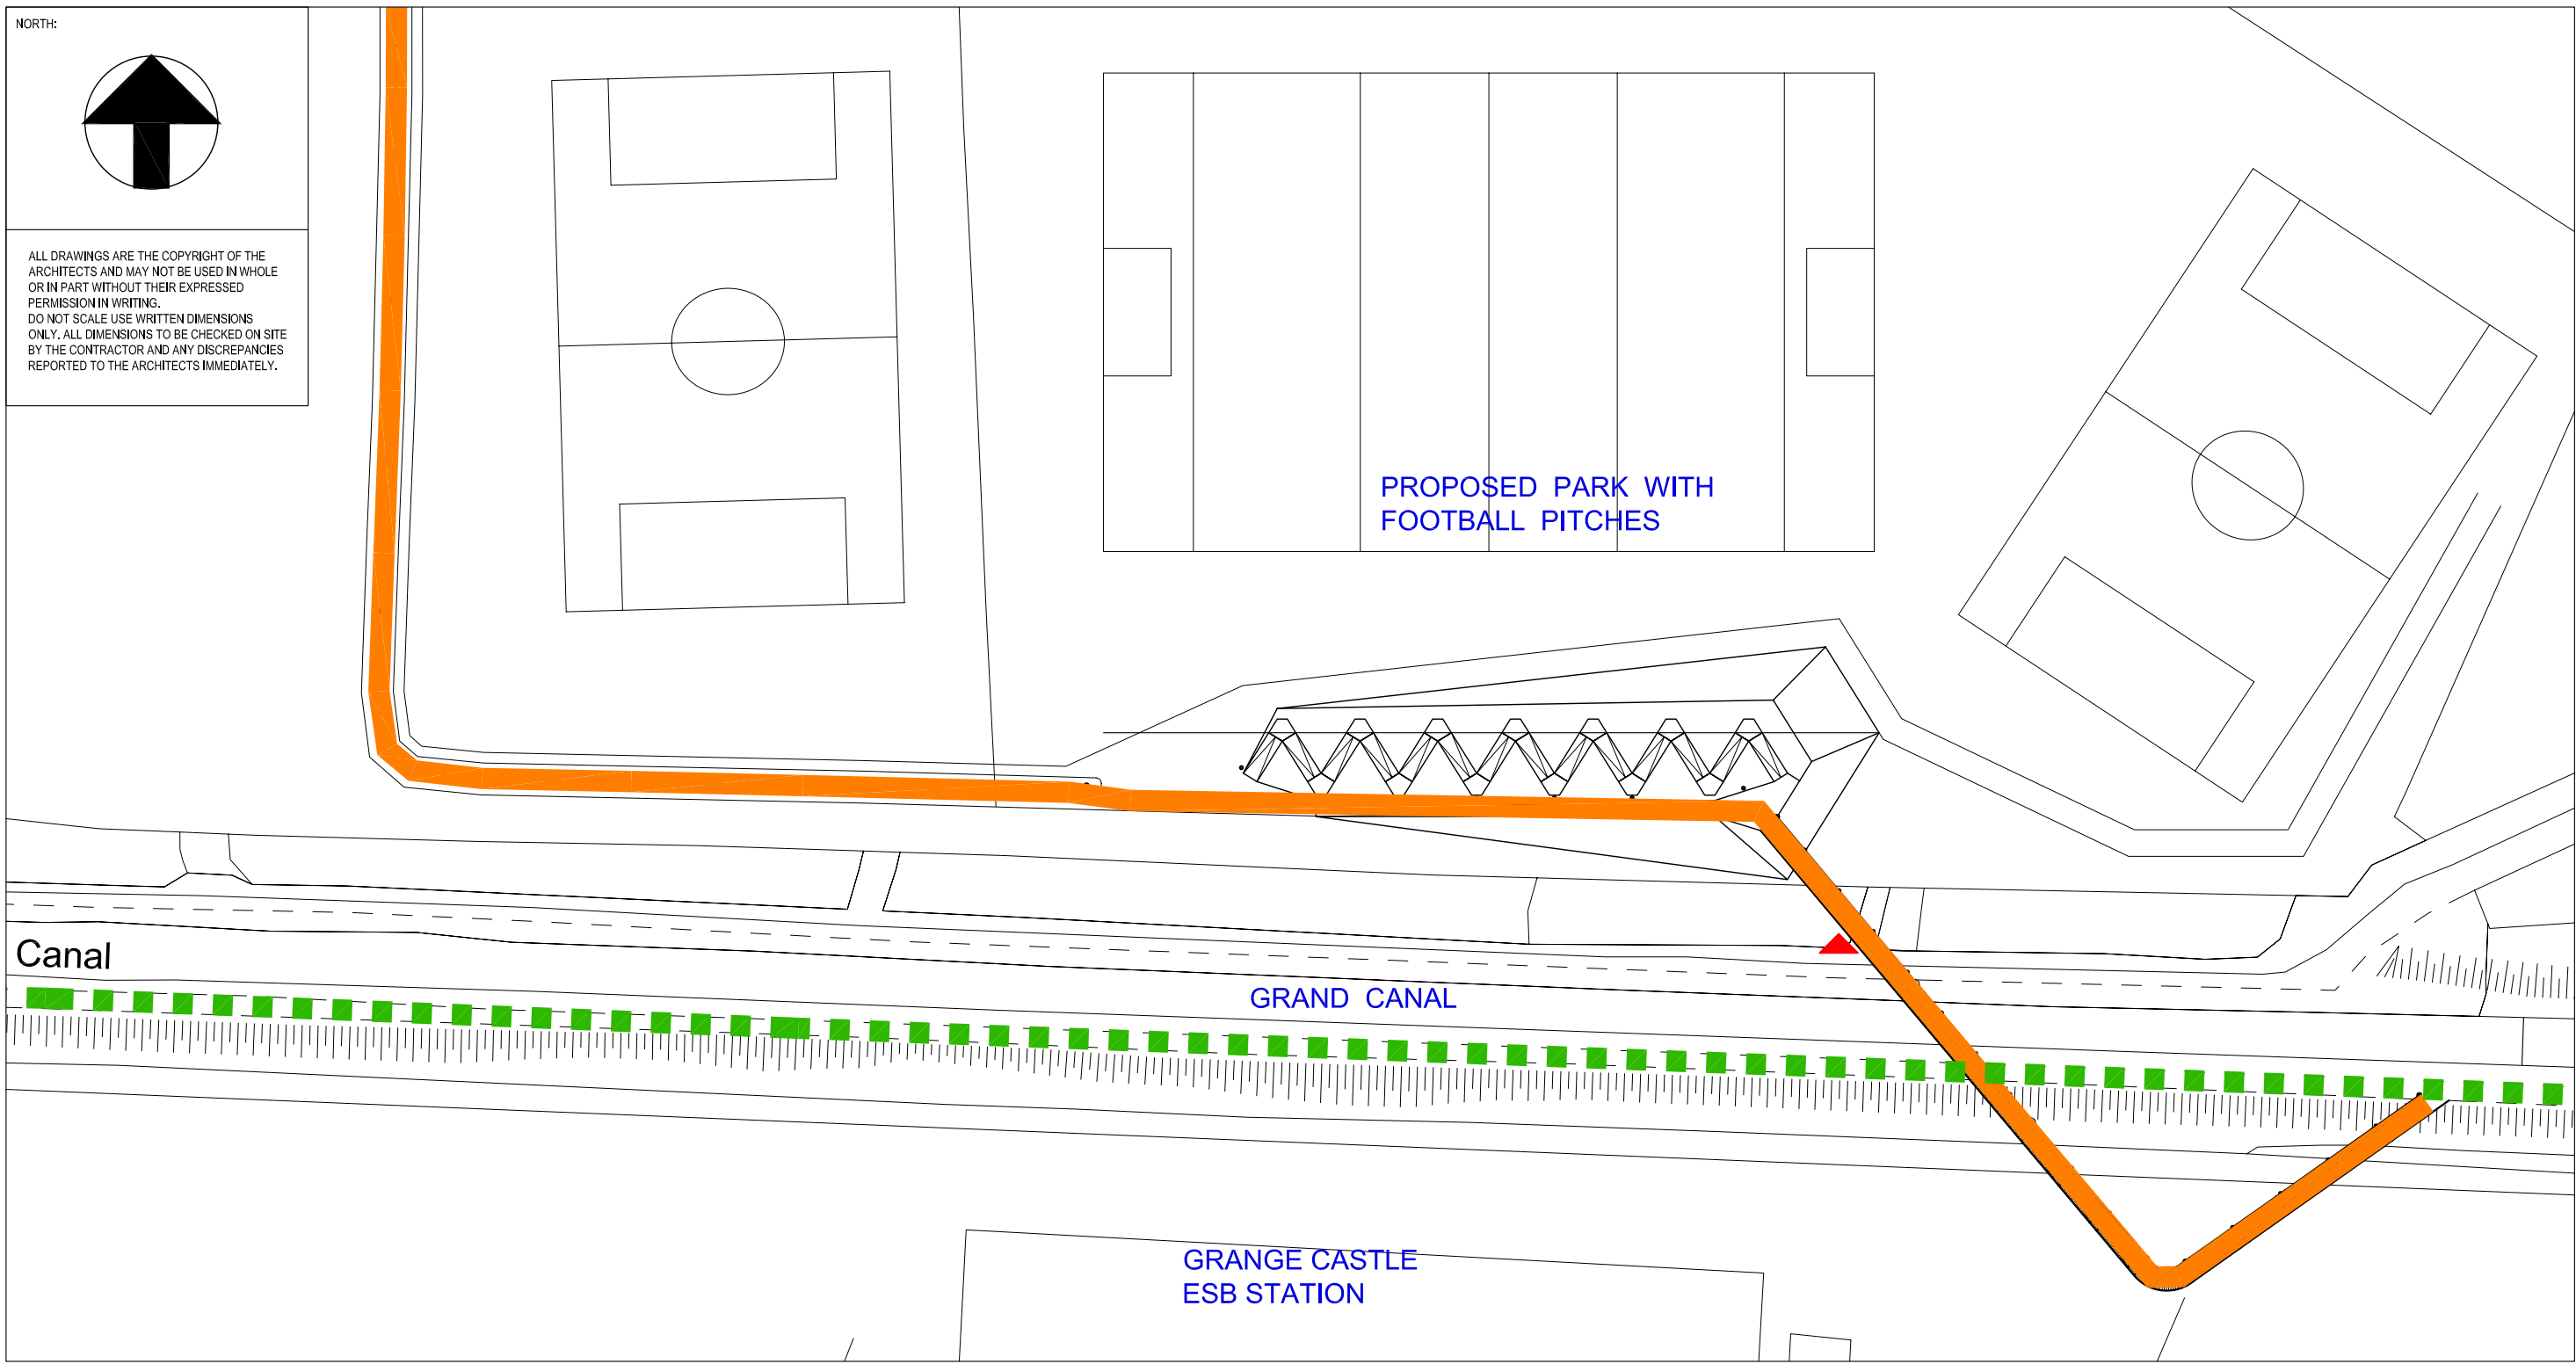 NORTH:
ALL DRAWINGS ARE THE COPYRIGHT OF THE
ARCHITECTS AND MAY NOT BE USED IN WHOLE
OR IN PART WITHOUT THEIR EXPRESSED
PERMISSION IN WRITING.
DO NOT SCALE USE WRITTEN DIMENSIONS
ONLY. ALL DIMENSIONS TO BE CHECKED ON SITE
BY THE CONTRACTOR AND ANY DISCREPANCIES
REPORTED TO THE ARCHITECTS IMMEDIATELY.
PROPOSED PARK WITH
FOOTBALL PITCHES
Canal
GRAND CANAL
GRANGE CASTLE
ESB STATION